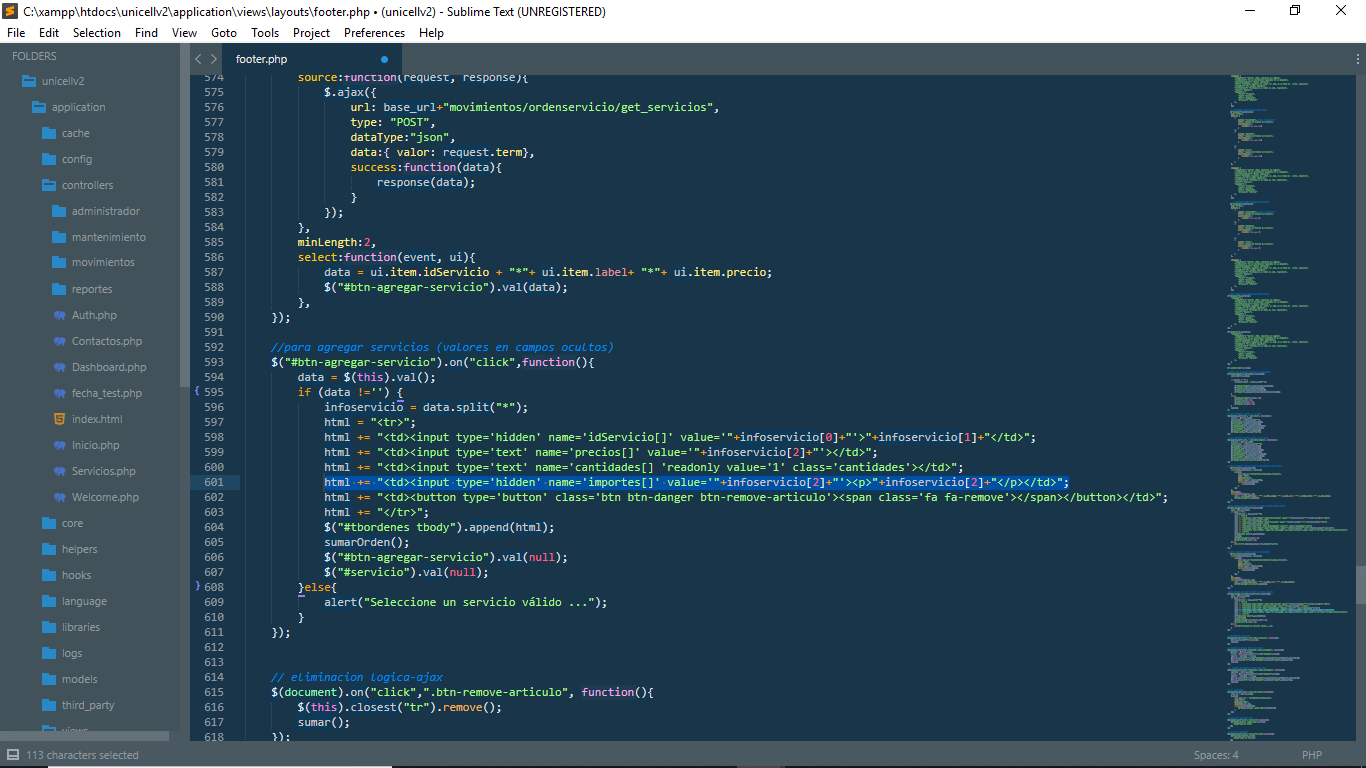 C:\xampp\htdocs\unicellv2\application\views\layouts\footer.php • (unicellv2) - Sublime Text (UNREGISTERED)
File Edit Selection Find View Goto Tools Project Preferences Help
FOLDERS
unicellv2
application
cache
config
controllers
administrador
mantenimiento
movimientos
reportes
Auth.php
Contactos.php
Dashboard.php
fecha_test.php
index.html
Inicio.php
Servicios.php
Welcome.php
core
helpers
hooks
language
libraries
logs
models
third_party
views
footer.php
574 source:function(request, response){
575 $.ajax({
576 url: base_url+"movimientos/ordenservicio/get_servicios",
577 type: "POST",
578 dataType:"json",
579 data:{ valor: request.term},
580 success:function(data){
581 response(data);
582 }
583 });
584 },
585 minLength:2,
586 select:function(event, ui){
587 data = ui.item.idServicio + "*"+ ui.item.label+ "*"+ ui.item.precio;
588 $("#btn-agregar-servicio").val(data);
589 },
590 });
591
592 //para agregar servicios (valores en campos ocultos)
593 $("#btn-agregar-servicio").on("click",function(){
594 data = $(this).val();
{ 595 if (data !='') {
596 infoservicio = data.split("*");
597 html = "<tr>";
598 html += "<td><input type='hidden' name='idServicio[]' value='"+infoservicio[0]+"'>"+infoservicio[1]+"</td>";
599 html += "<td><input type='text' name='precios[]' value='"+infoservicio[2]+"'></td>";
600 html += "<td><input type='text' name='cantidades[] 'readonly value='1' class='cantidades'></td>";
601 html += "<td><input type='hidden' name='importes[]' value='"+infoservicio[2]+"'><p>"+infoservicio[2]+"</p></td>";
602 html += "<td><button type='button' class='btn btn-danger btn-remove-articulo'><span class='fa fa-remove'></span></button></td>";
603 html += "</tr>";
604 $("#tbordenes tbody").append(html);
605 sumarOrden();
606 $("#btn-agregar-servicio").val(null);
607 $("#servicio").val(null);
} 608 }else{
609 alert("Seleccione un servicio válido ...");
610 }
611 });
612
613
614 // eliminacion logica-ajax
615 $(document).on("click",".btn-remove-articulo", function(){
616 $(this).closest("tr").remove();
617 sumar();
618 });
113 characters selected
Spaces: 4
PHP